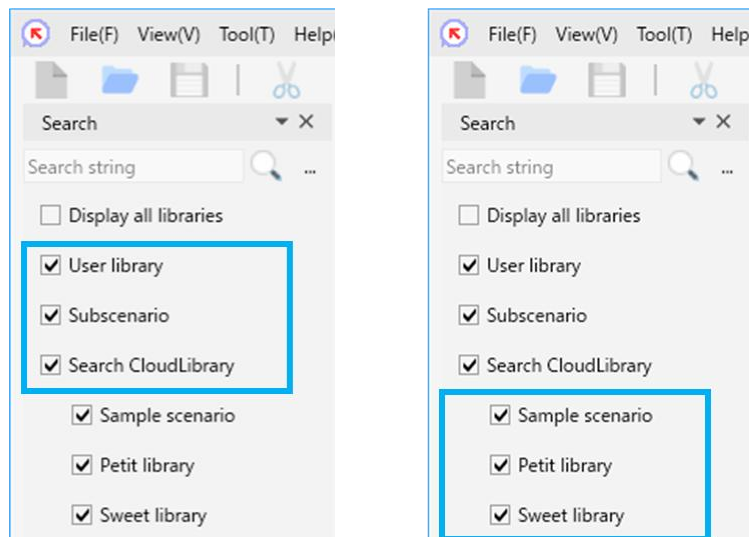 File(F) View(V) Tool(T) Help(
Search
Search string
...
Display all libraries
User library
Subscenario
Search CloudLibrary
Sample scenario
Petit library
Sweet library
File(F) View(V) Tool(T) Help
Search
Search string
...
Display all libraries
User library
Subscenario
Search CloudLibrary
Sample scenario
Petit library
Sweet library